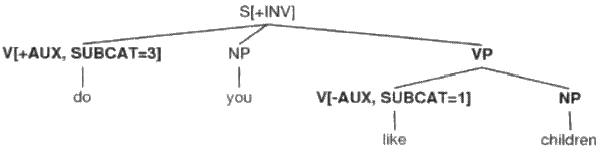 S[+INV]
V[+AUX, SUBCAT=3] NP VP
do you V[-AUX, SUBCAT=1] NP
like children